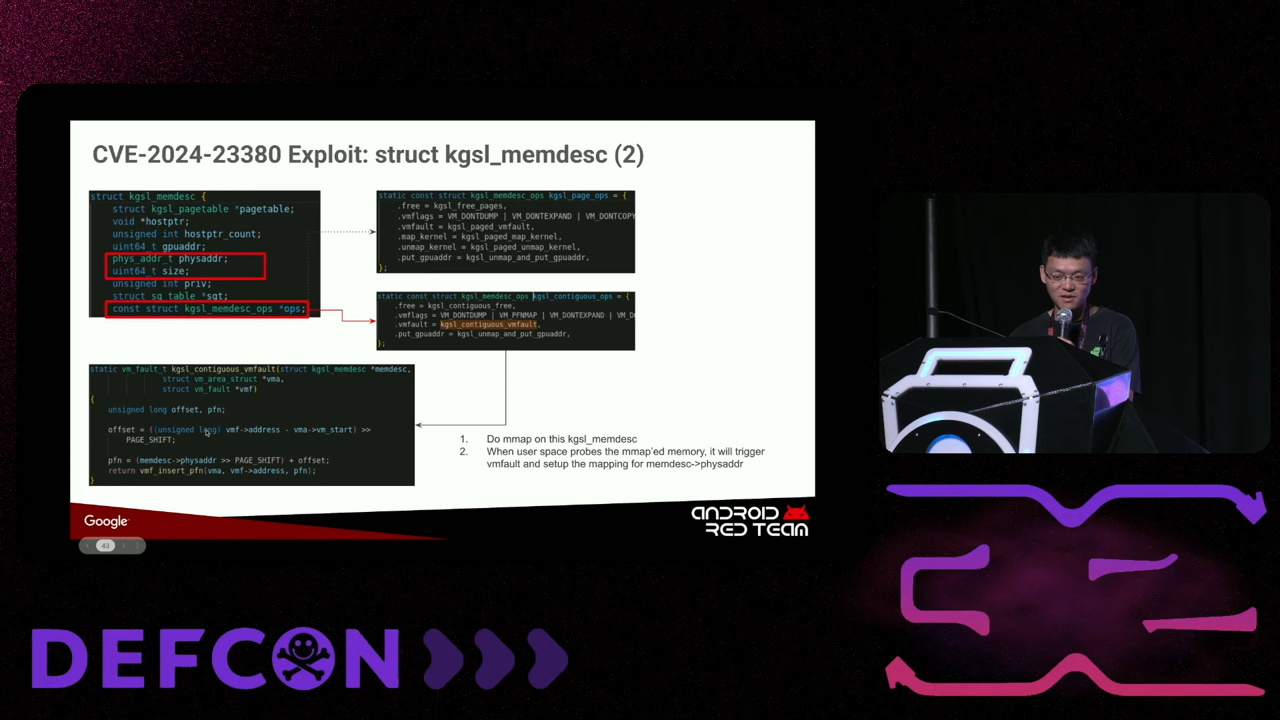 CVE-2024-23380 Exploit: struct kgsl_memdesc (2)
struct kgsl_memdesc {
struct kgsl_pagetable *pagetable;
void *hostptr;
unsigned int hostptr_count;
uint64_t gpuaddr;
phys_addr_t physaddr;
uint64_t size;
unsigned int priv;
struct sg_table *sgt;
const struct kgsl_memdesc_ops *ops;
static const struct kgsl_memdesc_ops kgsl_page_ops = {
.free = kgsl_free_pages,
.vmflags = VM_DONTDUMP | VM_DONTEXPAND | VM_DONTCOPY
.vmfault = kgsl_paged_vmfault,
.map_kernel = kgsl_paged_map_kernel,
.unmap_kernel = kgsl_paged_unmap_kernel,
.put_gpuaddr = kgsl_unmap_and_put_gpuaddr,
};
static const struct kgsl_memdesc_ops kgsl_contiguous_ops = {
.free = kgsl_contiguous_free,
.vmflags = VM_DONTDUMP | VM_PFNMAP | VM_DONTEXPAND | VM_D
.vmfault = kgsl_contiguous_vmfault,
.put_gpuaddr = kgsl_unmap_and_put_gpuaddr,
};
static vm_fault_t kgsl_contiguous_vmfault(struct kgsl_memdesc *memdesc,
struct vm_area_struct *vma,
struct vm_fault *vmf)
{
unsigned long offset, pfn;
offset = ((unsigned long) vmf->address - vma->vm_start) >>
PAGE_SHIFT;
pfn = (memdesc->physaddr >> PAGE_SHIFT) + offset;
return vmf_insert_pfn(vma, vmf->address, pfn);
}
1. Do mmap on this kgsl_memdesc
2. When user space probes the mmap'ed memory, it will trigger
vmfault and setup the mapping for memdesc->physaddr
Google
ANDROID
RED TEAM
43
DEFCON
32